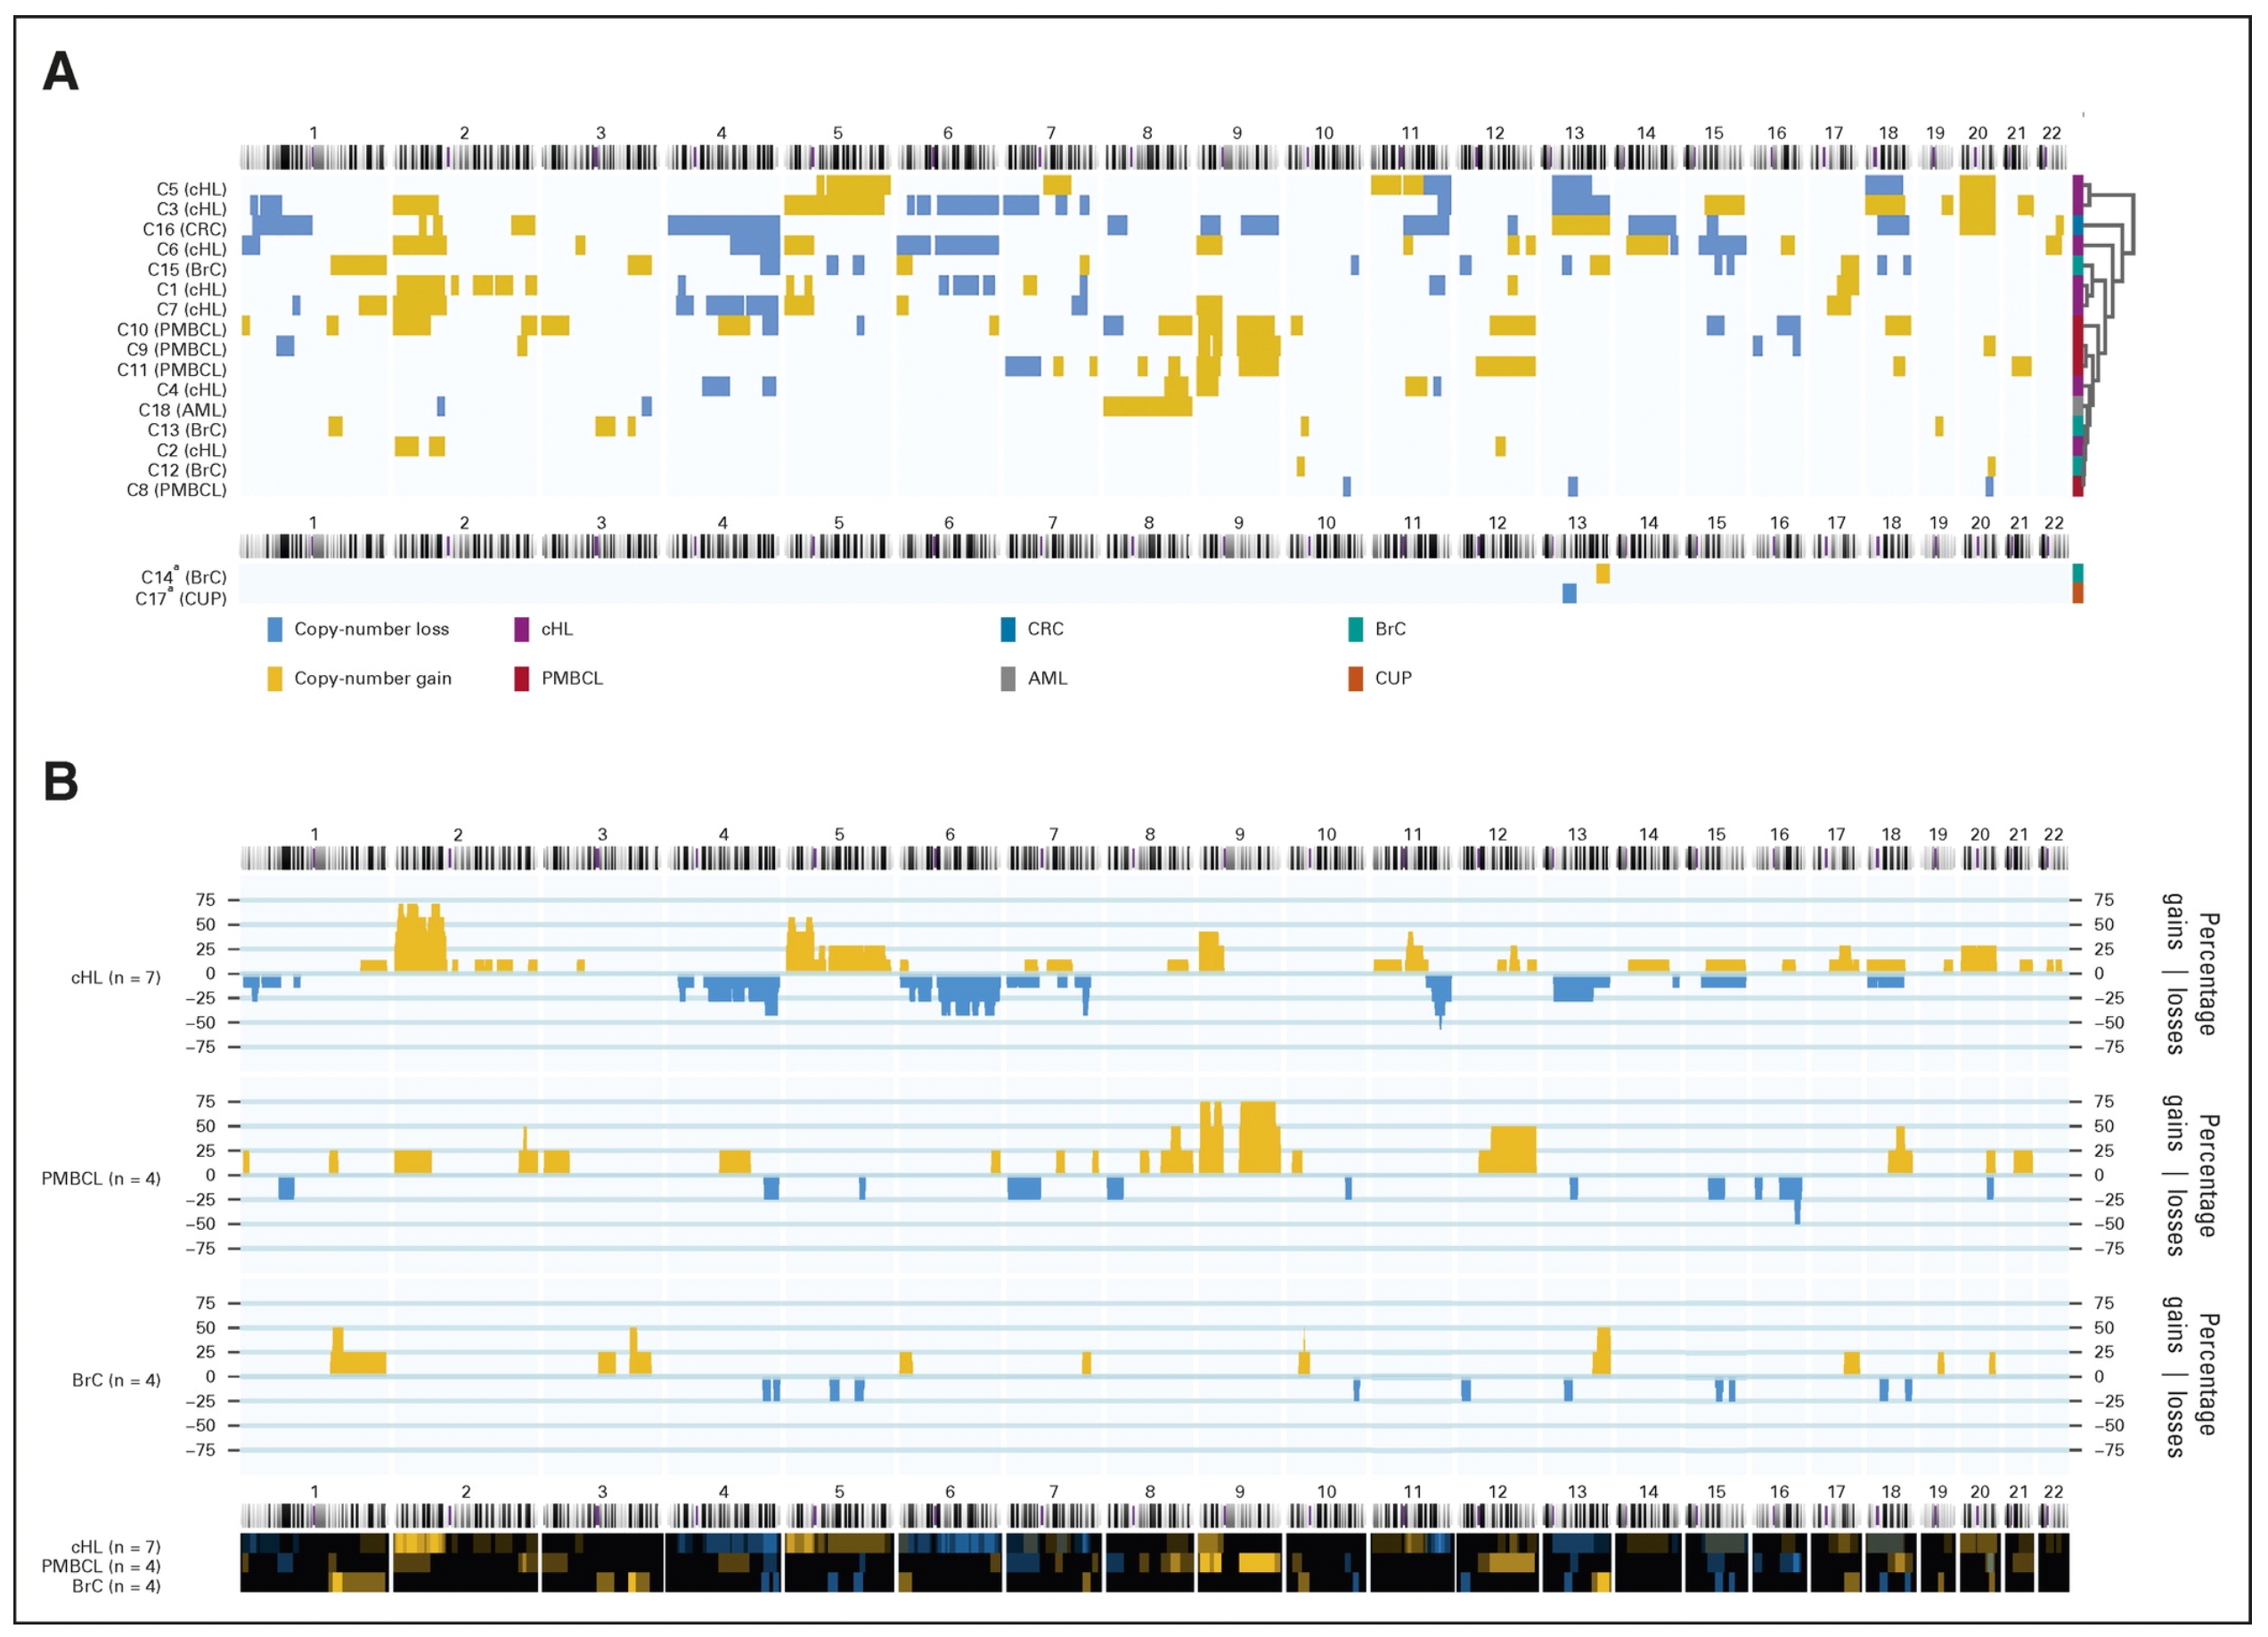 A
1 2 3 4 5 6 7 8 9 10 11 12 13 14 15 16 17 18 19 20 21 22
C5 (cHL)
C3 (cHL)
C16 (CRC)
C6 (cHL)
C15 (BrC)
C1 (cHL)
C7 (cHL)
C10 (PMBCL)
C9 (PMBCL)
C11 (PMBCL)
C4 (cHL)
C18 (AML)
C13 (BrC)
C2 (cHL)
C12 (BrC)
C8 (PMBCL)
1 2 3 4 5 6 7 8 9 10 11 12 13 14 15 16 17 18 19 20 21 22
C14a (BrC)
C17a (CUP)
Copy-number loss cHL CRC BrC
Copy-number gain PMBCL AML CUP
B
1 2 3 4 5 6 7 8 9 10 11 12 13 14 15 16 17 18 19 20 21 22
75 75
50 50
25 25
0 0
cHL (n = 7)
−25 −25
−50 −50
−75 −75
Percentage
gains | losses
75 75
50 50
25 25
0 0
PMBCL (n = 4)
−25 −25
−50 −50
−75 −75
Percentage
gains | losses
75 75
50 50
25 25
0 0
BrC (n = 4)
−25 −25
−50 −50
−75 −75
Percentage
gains | losses
1 2 3 4 5 6 7 8 9 10 11 12 13 14 15 16 17 18 19 20 21 22
cHL (n = 7)
PMBCL (n = 4)
BrC (n = 4)